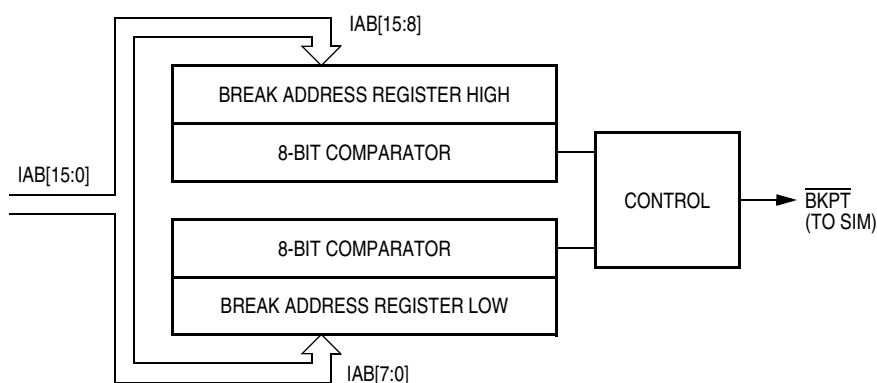 IAB[15:8]
BREAK ADDRESS REGISTER HIGH
8-BIT COMPARATOR
IAB[15:0]
CONTROL
BKPT
(TO SIM)
8-BIT COMPARATOR
BREAK ADDRESS REGISTER LOW
IAB[7:0]